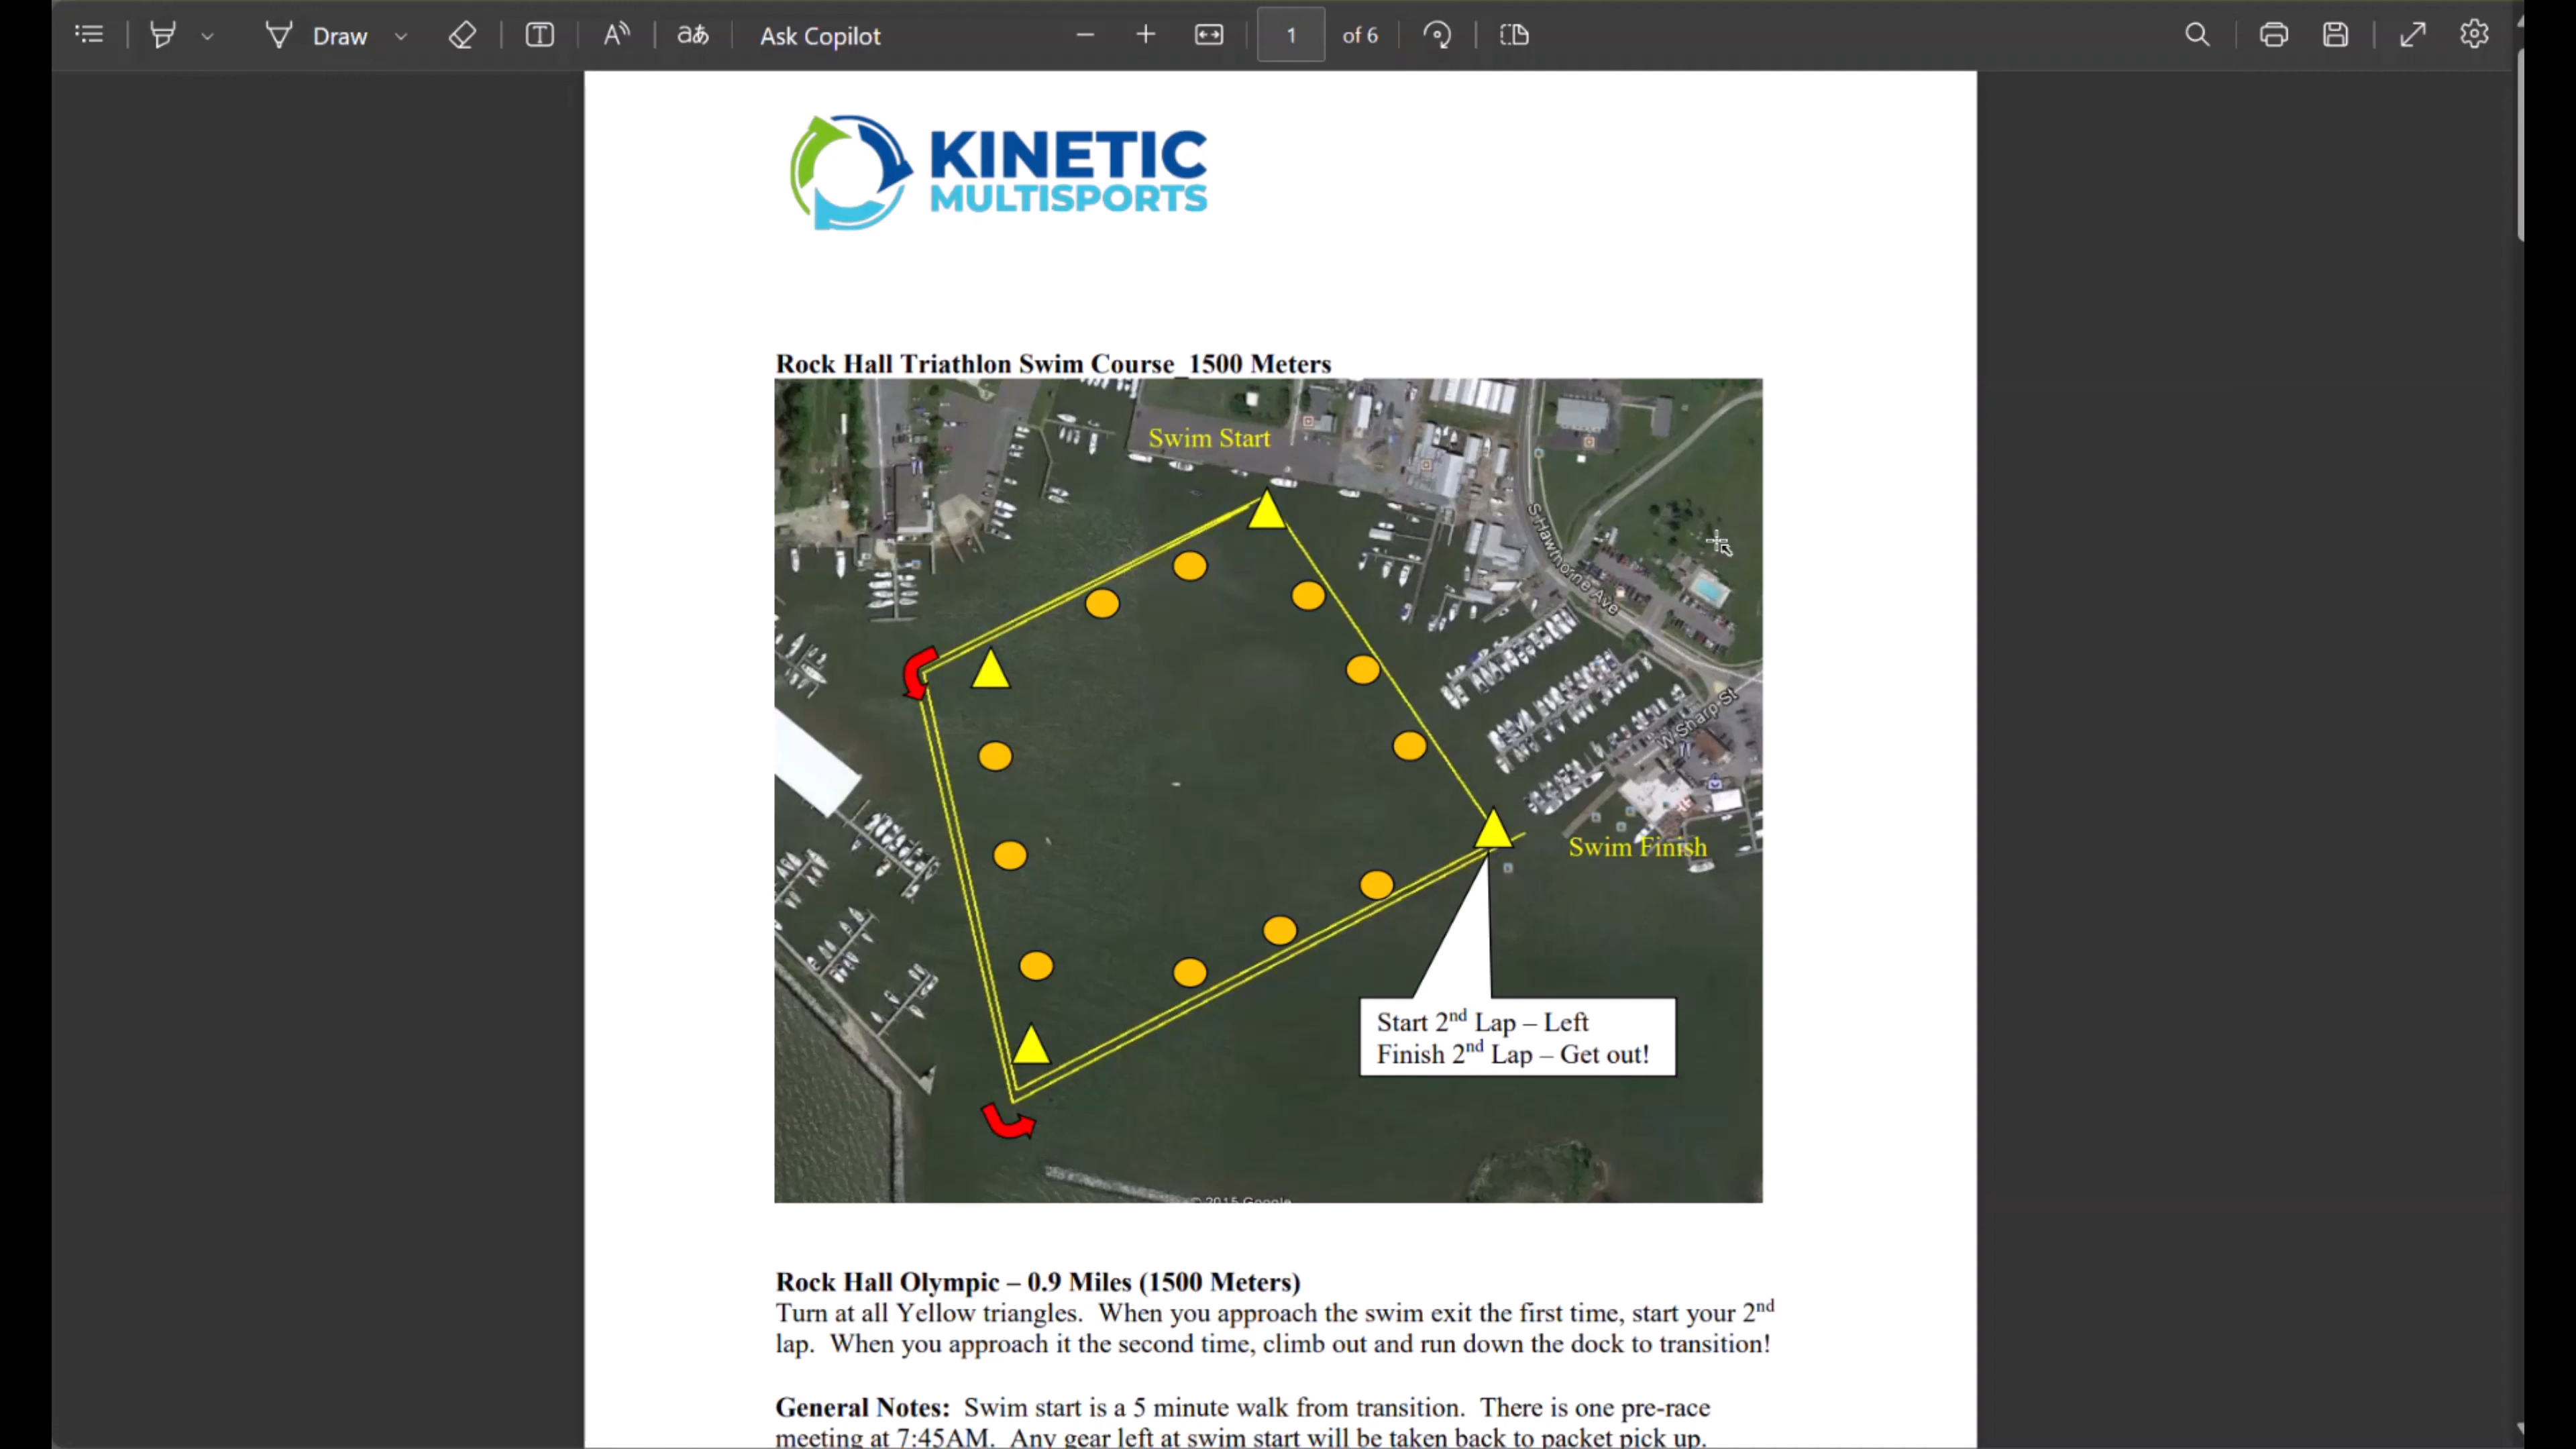 Draw
Ask Copilot
1 of 6
KINETIC
MULTISPORTS
Rock Hall Triathlon Swim Course_1500 Meters
Swim Start
S Hawthorne Ave
W Sharp St
Swim Finish
Start 2nd Lap – Left
Finish 2nd Lap – Get out!
© 2015 Google
Rock Hall Olympic – 0.9 Miles (1500 Meters)
Turn at all Yellow triangles.  When you approach the swim exit the first time, start your 2nd
lap.  When you approach it the second time, climb out and run down the dock to transition!
General Notes:  Swim start is a 5 minute walk from transition.  There is one pre-race
meeting at 7:45AM.  Any gear left at swim start will be taken back to packet pick up.